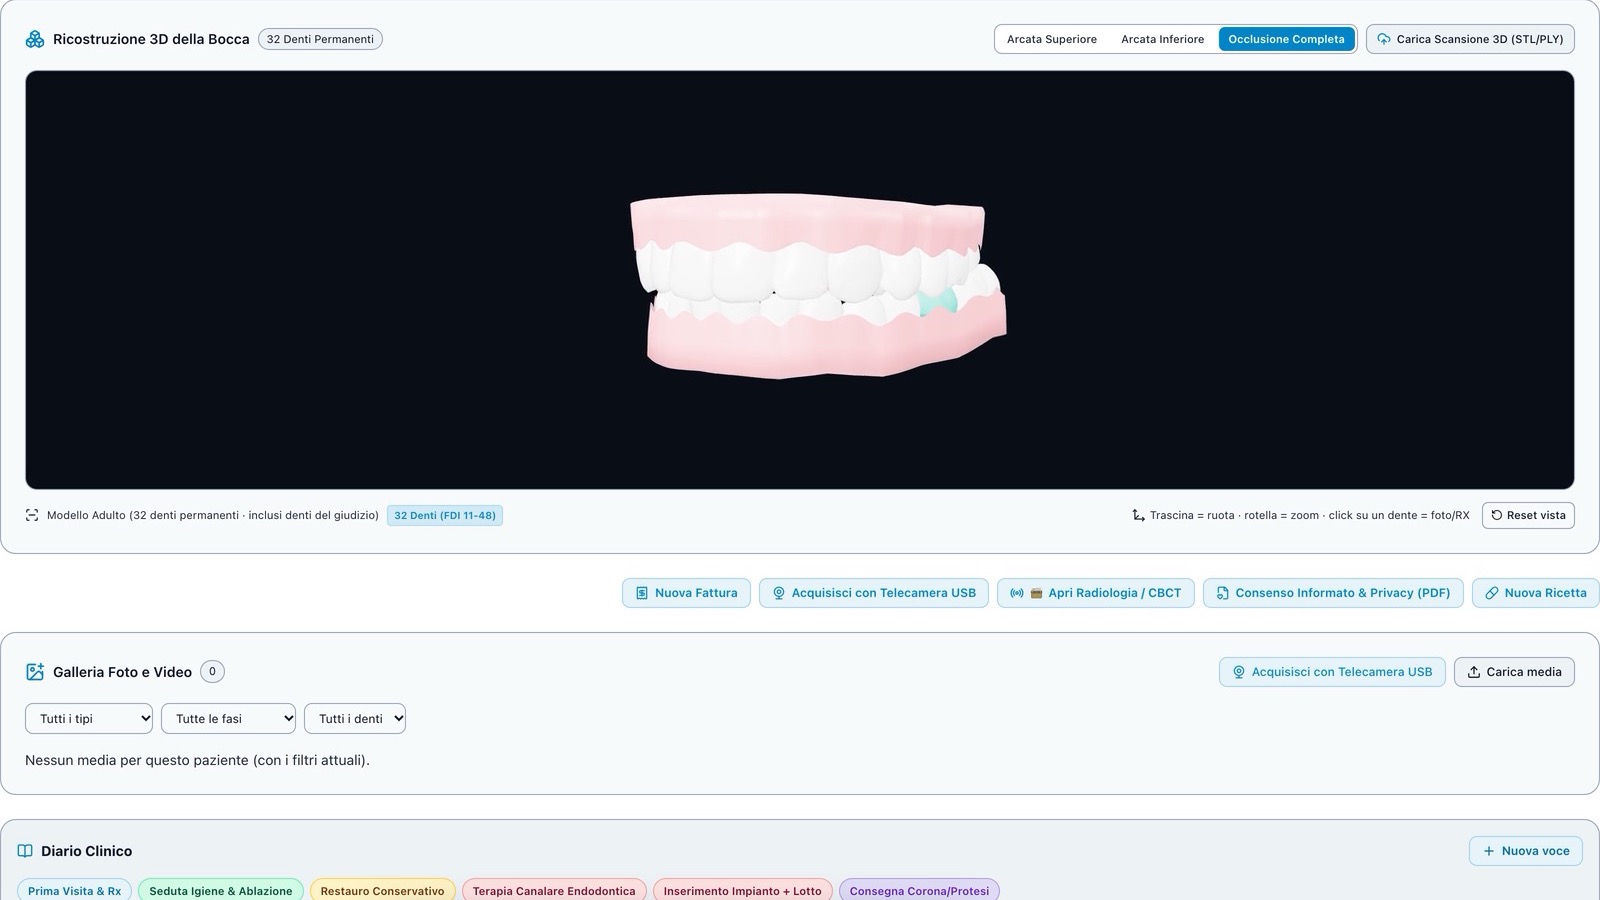 Ricostruzione 3D della Bocca 32 Denti Permanenti Arcata Superiore Arcata Inferiore Occlusione Completa Carica Scansione 3D (STL/PLY)
Modello Adulto (32 denti permanenti · inclusi denti del giudizio) 32 Denti (FDI 11-48) Trascina = ruota · rotella = zoom · click su un dente = foto/RX Reset vista
Nuova Fattura Acquisisci con Telecamera USB Apri Radiologia / CBCT Consenso Informato & Privacy (PDF) Nuova Ricetta
Galleria Foto e Video 0 Acquisisci con Telecamera USB Carica media
Tutti i tipi Tutte le fasi Tutti i denti
Nessun media per questo paziente (con i filtri attuali).
Diario Clinico + Nuova voce
Prima Visita & Rx Seduta Igiene & Ablazione Restauro Conservativo Terapia Canalare Endodontica Inserimento Impianto + Lotto Consegna Corona/Protesi